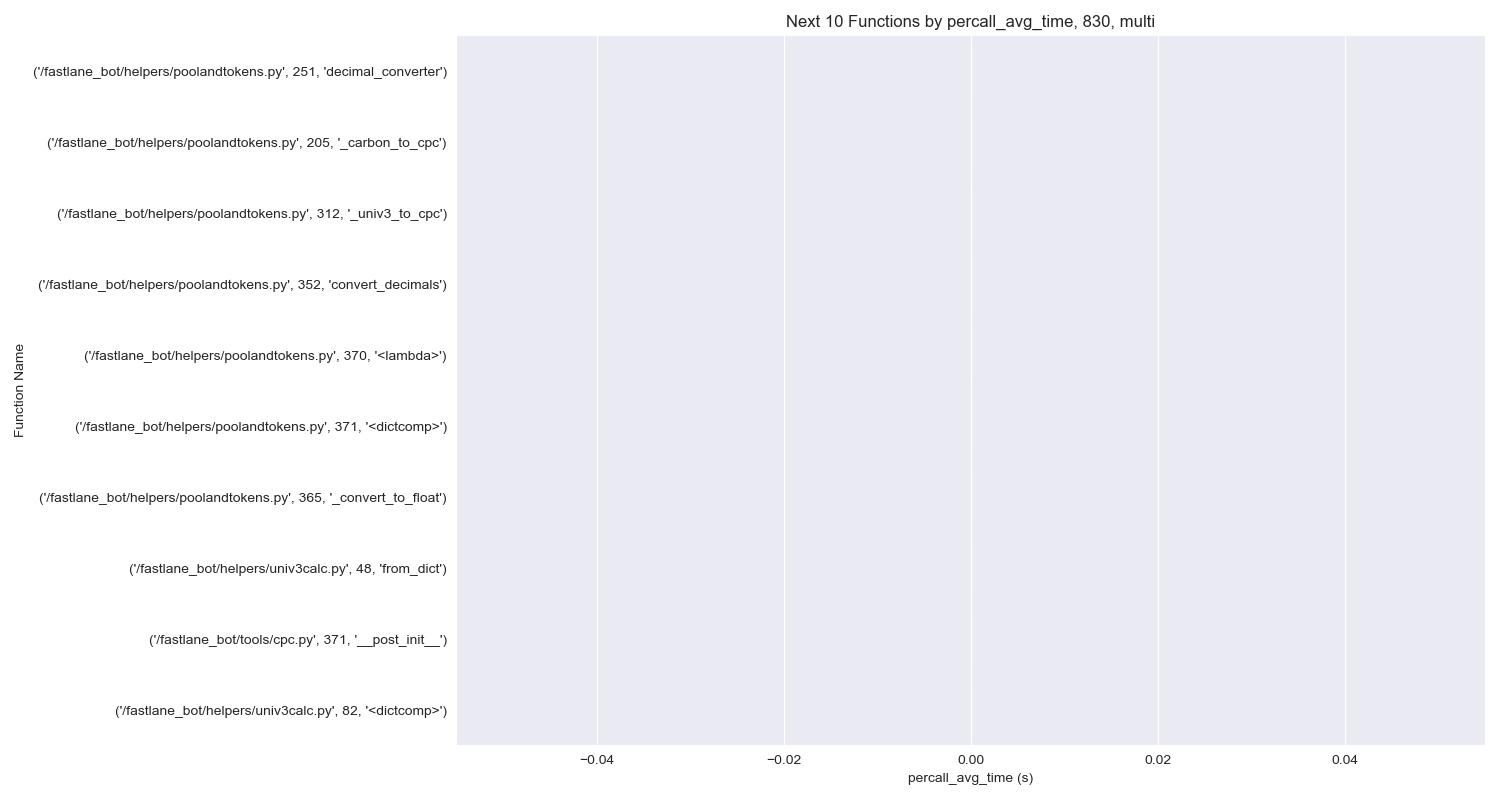 Next 10 Functions by percall_avg_time, 830, multi
('/fastlane_bot/helpers/poolandtokens.py', 251, 'decimal_converter')
('/fastlane_bot/helpers/poolandtokens.py', 205, '_carbon_to_cpc')
('/fastlane_bot/helpers/poolandtokens.py', 312, '_univ3_to_cpc')
('/fastlane_bot/helpers/poolandtokens.py', 352, 'convert_decimals')
('/fastlane_bot/helpers/poolandtokens.py', 370, '<lambda>')
('/fastlane_bot/helpers/poolandtokens.py', 371, '<dictcomp>')
('/fastlane_bot/helpers/poolandtokens.py', 365, '_convert_to_float')
('/fastlane_bot/helpers/univ3calc.py', 48, 'from_dict')
('/fastlane_bot/tools/cpc.py', 371, '__post_init__')
('/fastlane_bot/helpers/univ3calc.py', 82, '<dictcomp>')
Function Name
−0.04 −0.02 0.00 0.02 0.04
percall_avg_time (s)